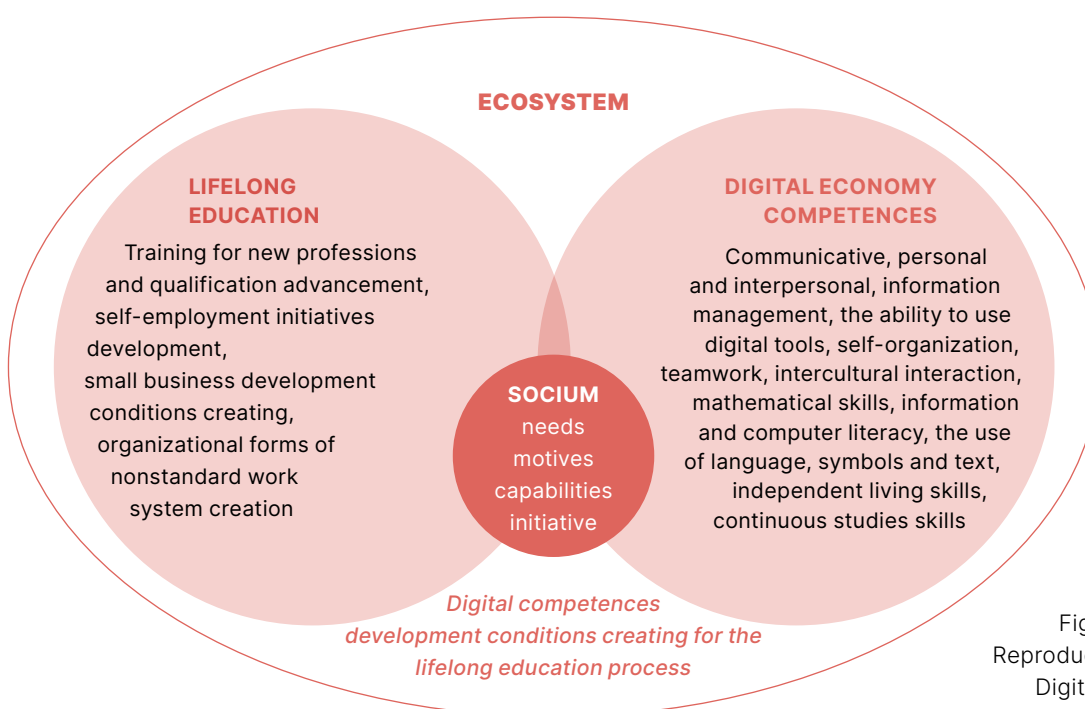 ECOSYSTEM
LIFELONG
EDUCATION
Training for new professions
and qualification advancement,
self-employment initiatives
development,
small business development
conditions creating,
organizational forms of
nonstandard work
system creation
DIGITAL ECONOMY
COMPETENCES
Communicative, personal
and interpersonal, information
management, the ability to use
digital tools, self-organization,
teamwork, intercultural interaction,
mathematical skills, information
and computer literacy, the use
of language, symbols and text,
independent living skills,
continuous studies skills
SOCIUM
needs
motives
capabilities
initiative
Digital competences
development conditions creating for the
lifelong education process